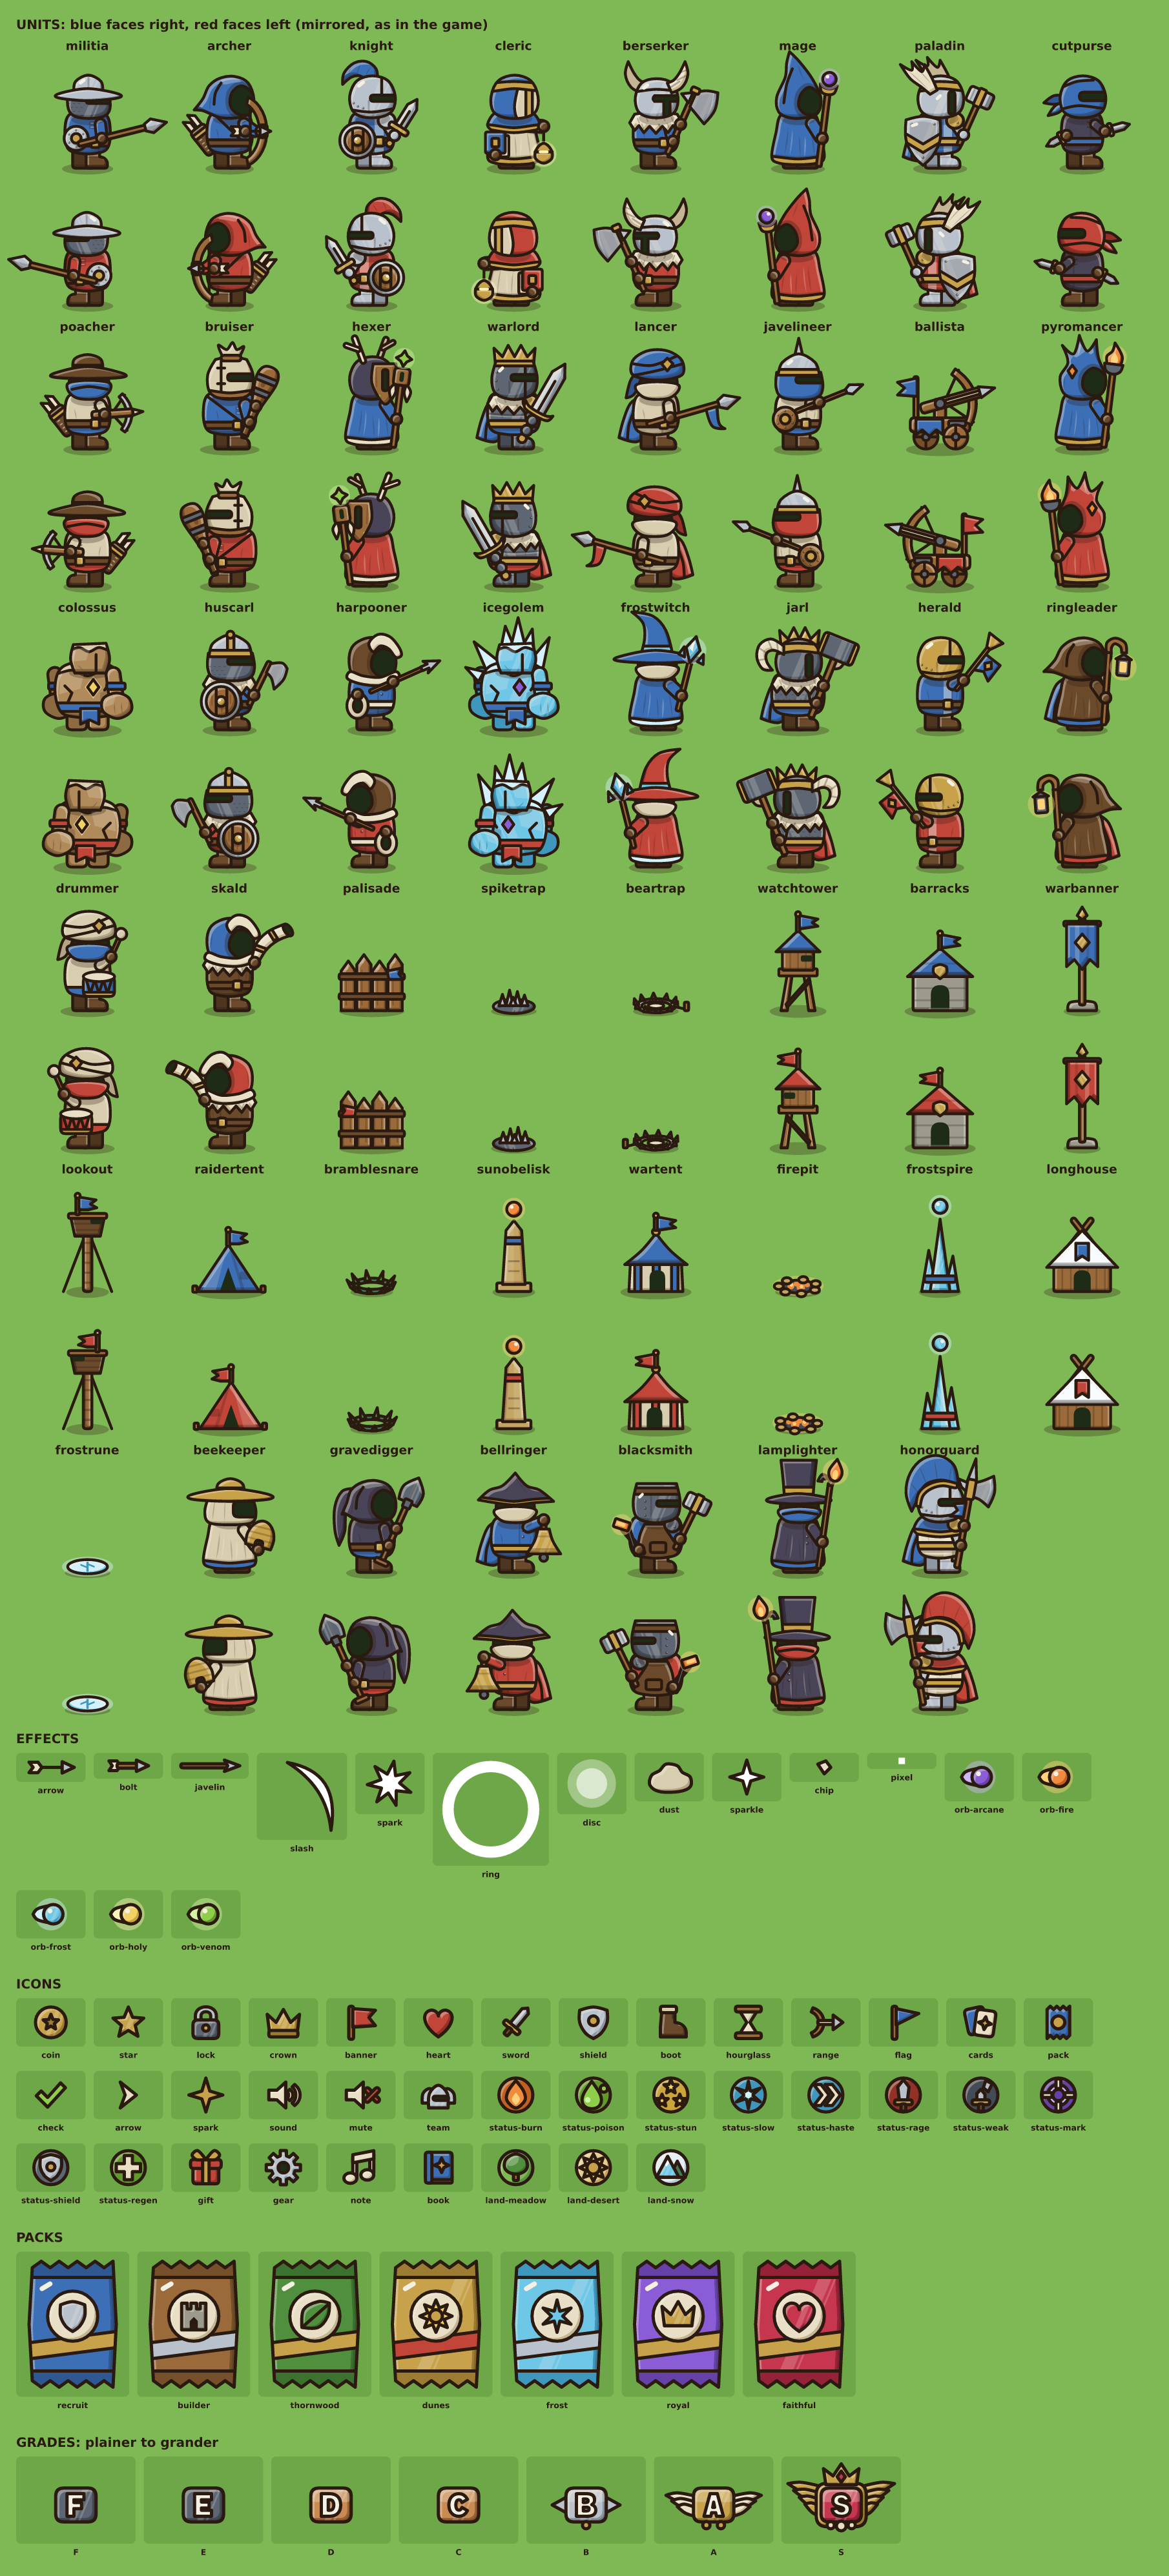 UNITS: blue faces right, red faces left (mirrored, as in the game)
militia archer knight cleric berserker mage paladin cutpurse
poacher bruiser hexer warlord lancer javelineer ballista pyromancer
colossus huscarl harpooner icegolem frostwitch jarl herald ringleader
drummer skald palisade spiketrap beartrap watchtower barracks warbanner
lookout raidertent bramblesnare sunobelisk wartent firepit frostspire longhouse
frostrune beekeeper gravedigger bellringer blacksmith lamplighter honorguard
EFFECTS
arrow bolt javelin slash spark ring disc dust sparkle chip pixel orb-arcane orb-fire
orb-frost orb-holy orb-venom
ICONS
coin star lock crown banner heart sword shield boot hourglass range flag cards pack
check arrow spark sound mute team status-burn status-poison status-stun status-slow status-haste status-rage status-weak status-mark
status-shield status-regen gift gear note book land-meadow land-desert land-snow
PACKS
recruit builder thornwood dunes frost royal faithful
GRADES: plainer to grander
F E D C B A S
F E D C B A S